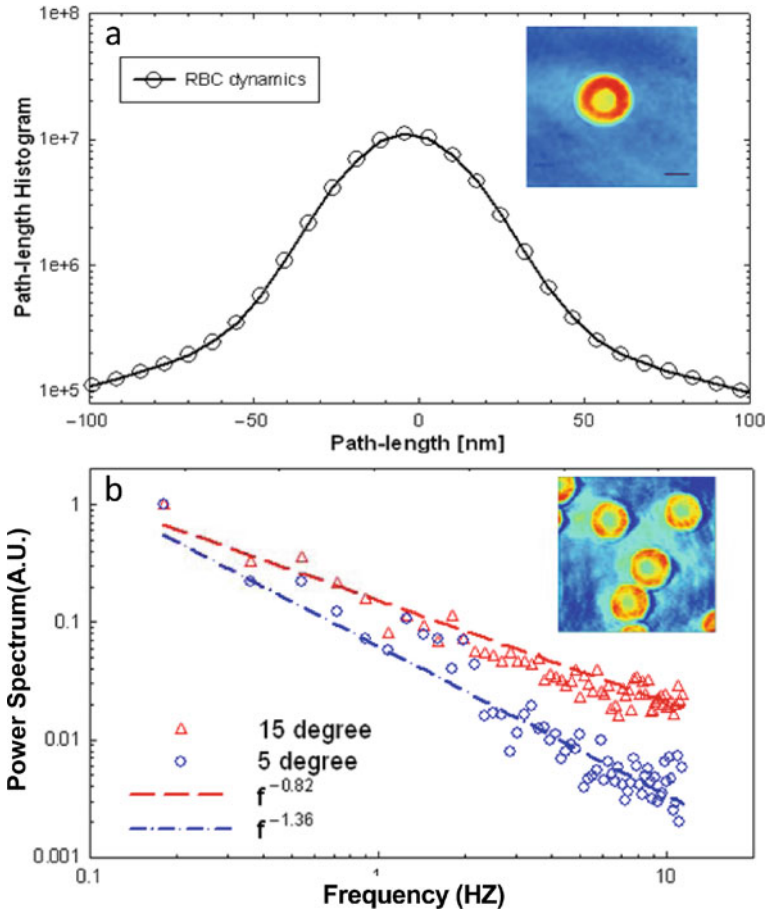 a
1e+8
1e+7
1e+6
1e+5
Path-length Histogram
RBC dynamics
−100
−50
0
50
100
Path-length [nm]
b
1
0.1
0.01
0.001
Power Spectrum(A.U.)
15 degree
5 degree
f−0.82
f−1.36
0.1
1
10
Frequency (HZ)